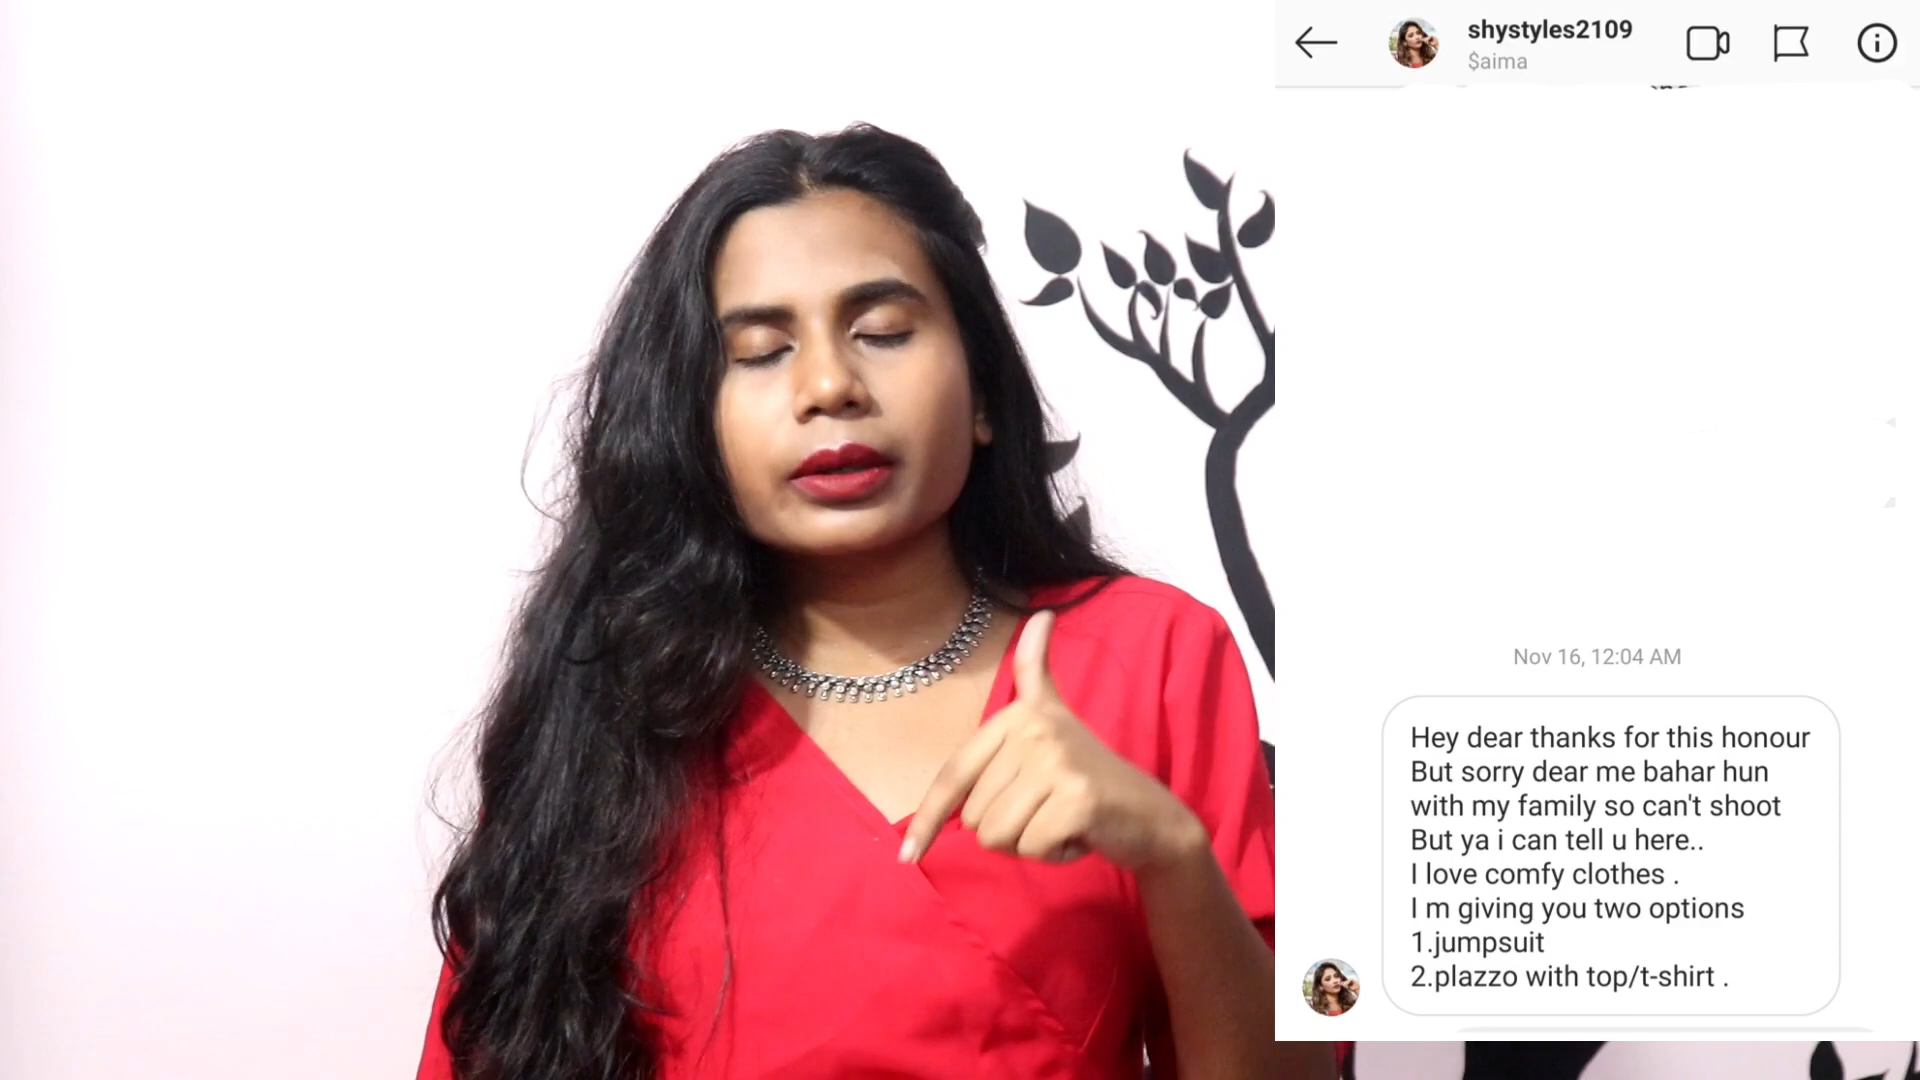 shystyles2109
$aima
Nov 16, 12:04 AM
Hey dear thanks for this honour
But sorry dear me bahar hun
with my family so can't shoot
But ya i can tell u here..
I love comfy clothes .
I m giving you two options
1.jumpsuit
2.plazzo with top/t-shirt .